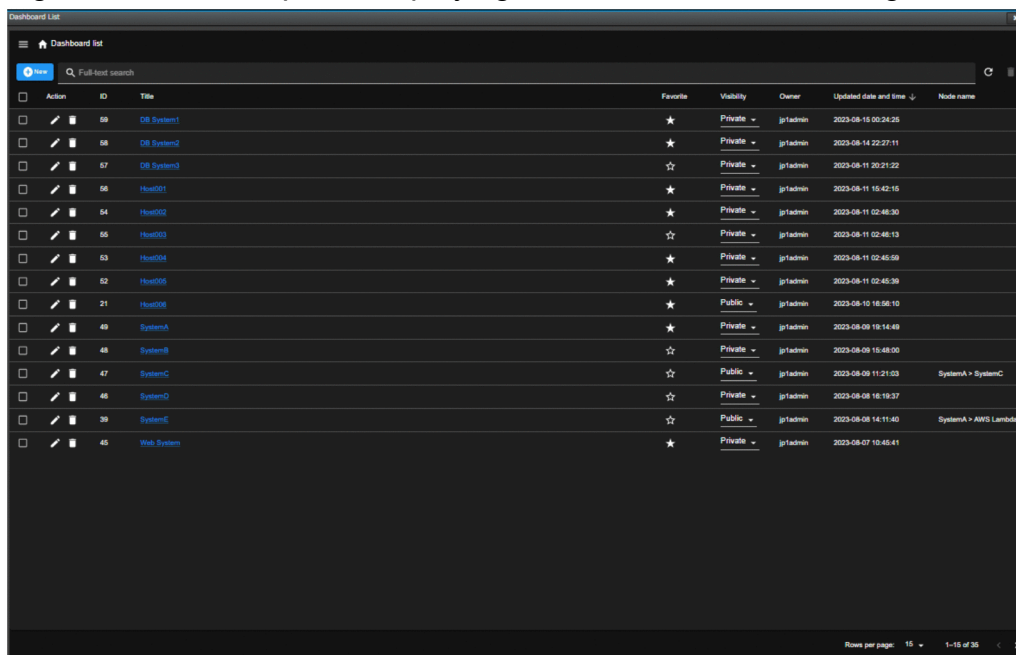 Dashboard List
Dashboard list
New Full-text search
Action ID Title Favorite Visibility Owner Updated date and time Node name
59 DB System1 Private jp1admin 2023-08-15 00:24:25
58 DB System2 Private jp1admin 2023-08-14 22:27:11
57 DB System3 Private jp1admin 2023-08-11 20:21:22
56 Host001 Private jp1admin 2023-08-11 15:42:15
54 Host002 Private jp1admin 2023-08-11 02:46:30
55 Host003 Private jp1admin 2023-08-11 02:46:13
53 Host004 Private jp1admin 2023-08-11 02:45:59
52 Host005 Private jp1admin 2023-08-11 02:45:39
21 Host006 Public jp1admin 2023-08-10 16:56:10
49 SystemA Private jp1admin 2023-08-09 19:14:49
48 SystemB Private jp1admin 2023-08-09 15:48:00
47 SystemC Public jp1admin 2023-08-09 11:21:03 SystemA > SystemC
46 SystemD Private jp1admin 2023-08-08 16:19:37
39 SystemE Public jp1admin 2023-08-08 14:11:40 SystemA > AWS Lambda
45 Web System Private jp1admin 2023-08-07 10:45:41
Rows per page: 15 1–15 of 35